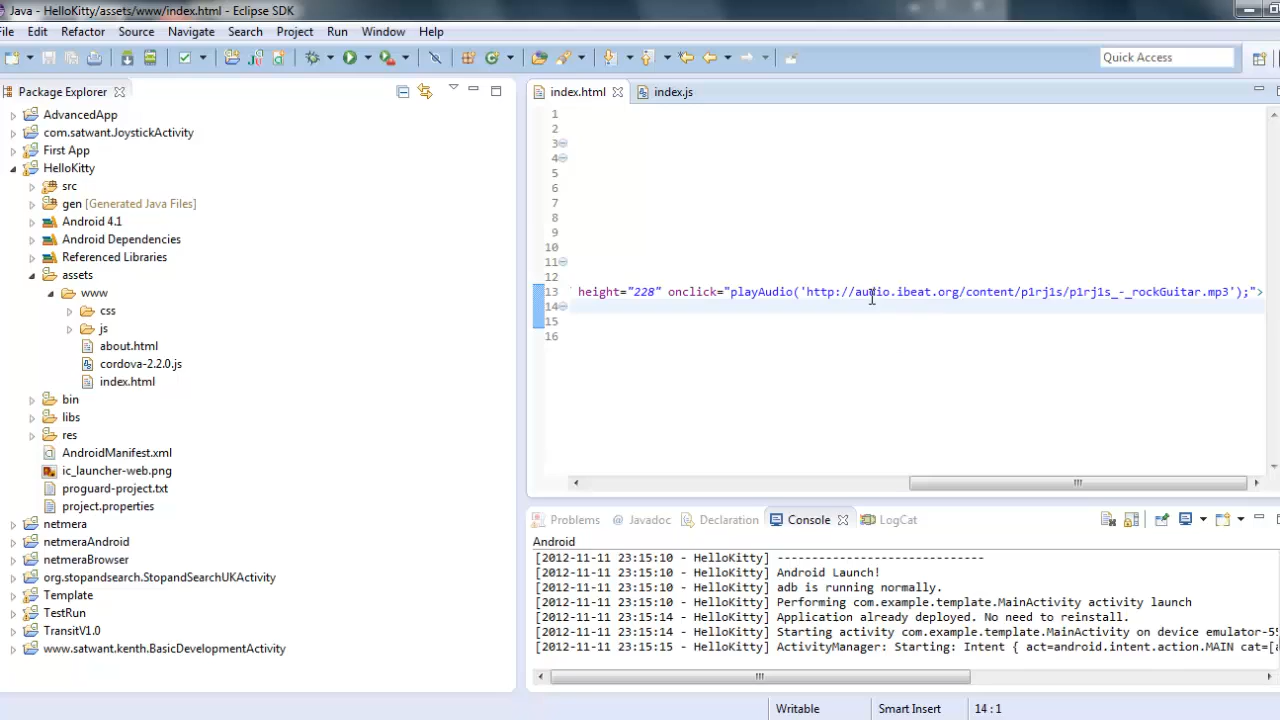 Java - HelloKitty/assets/www/index.html - Eclipse SDK
File Edit Refactor Source Navigate Search Project Run Window Help
Quick Access
Package Explorer
index.html index.js
AdvancedApp
com.satwant.JoystickActivity
First App
HelloKitty
src
gen [Generated Java Files]
Android 4.1
Android Dependencies
Referenced Libraries
assets
www
css
js
about.html
cordova-2.2.0.js
index.html
bin
libs
res
AndroidManifest.xml
ic_launcher-web.png
proguard-project.txt
project.properties
netmera
netmeraAndroid
netmeraBrowser
org.stopandsearch.StopandSearchUKActivity
Template
TestRun
TransitV1.0
www.satwant.kenth.BasicDevelopmentActivity
1
2
3
4
5
6
7
8
9
10
11
12
13 height="228" onclick="playAudio('http://audio.ibeat.org/content/p1rj1s/p1rj1s_-_rockGuitar.mp3');">
14
15
16
Problems Javadoc Declaration Console LogCat
Android
[2012-11-11 23:15:10 - HelloKitty] ------------------------------
[2012-11-11 23:15:10 - HelloKitty] Android Launch!
[2012-11-11 23:15:10 - HelloKitty] adb is running normally.
[2012-11-11 23:15:10 - HelloKitty] Performing com.example.template.MainActivity activity launch
[2012-11-11 23:15:14 - HelloKitty] Application already deployed. No need to reinstall.
[2012-11-11 23:15:14 - HelloKitty] Starting activity com.example.template.MainActivity on device emulator-55
[2012-11-11 23:15:15 - HelloKitty] ActivityManager: Starting: Intent { act=android.intent.action.MAIN cat=[a
Writable Smart Insert 14 : 1